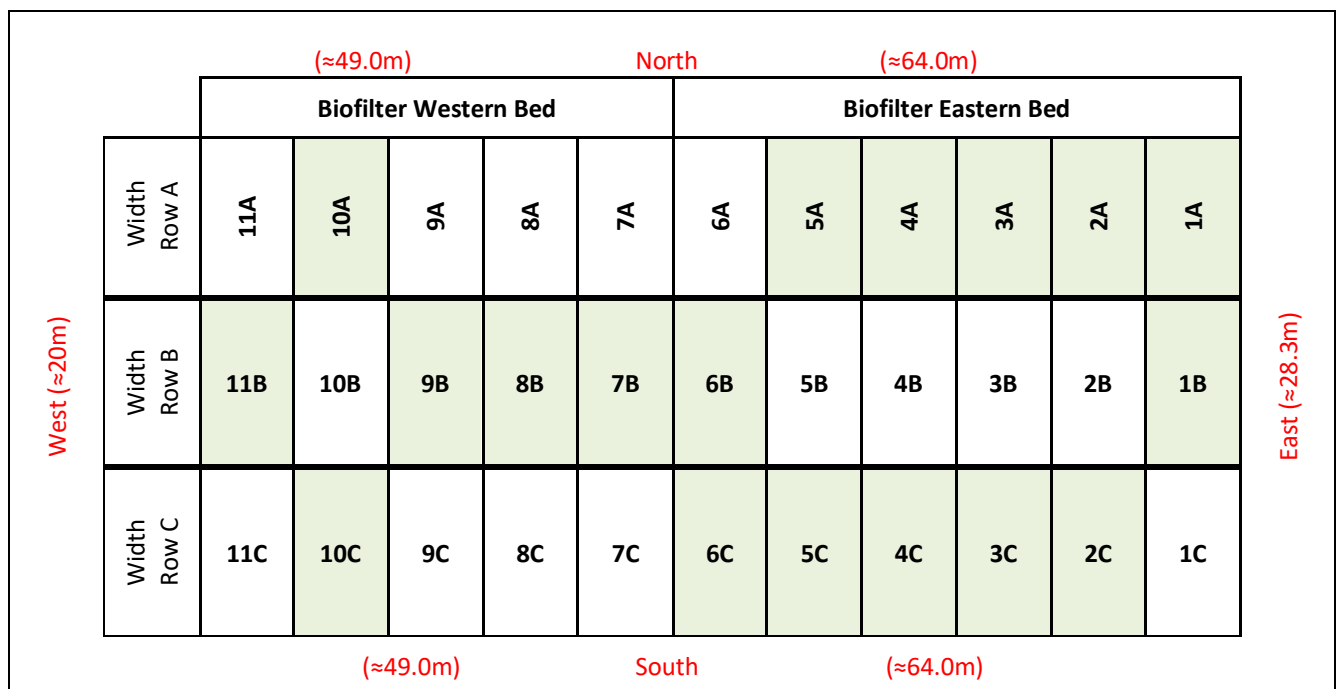 (≈49.0m) North (≈64.0m)
Biofilter Western Bed Biofilter Eastern Bed
Width
Row A
11A 10A 9A 8A 7A 6A 5A 4A 3A 2A 1A
West (≈20m)
Width
Row B
11B 10B 9B 8B 7B 6B 5B 4B 3B 2B 1B
East (≈28.3m)
Width
Row C
11C 10C 9C 8C 7C 6C 5C 4C 3C 2C 1C
(≈49.0m) South (≈64.0m)